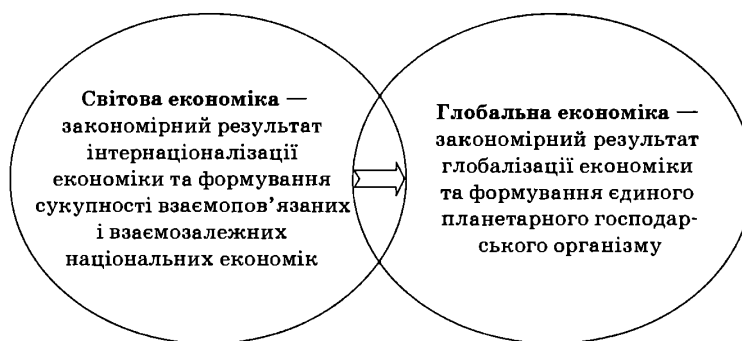 Світова економіка —
закономірний результат
інтернаціоналізації
економіки та формування
сукупності взаємопов’язаних
і взаємозалежних
національних економік
Глобальна економіка —
закономірний результат
глобалізації економіки
та формування єдиного
планетарного господар-
ського організму